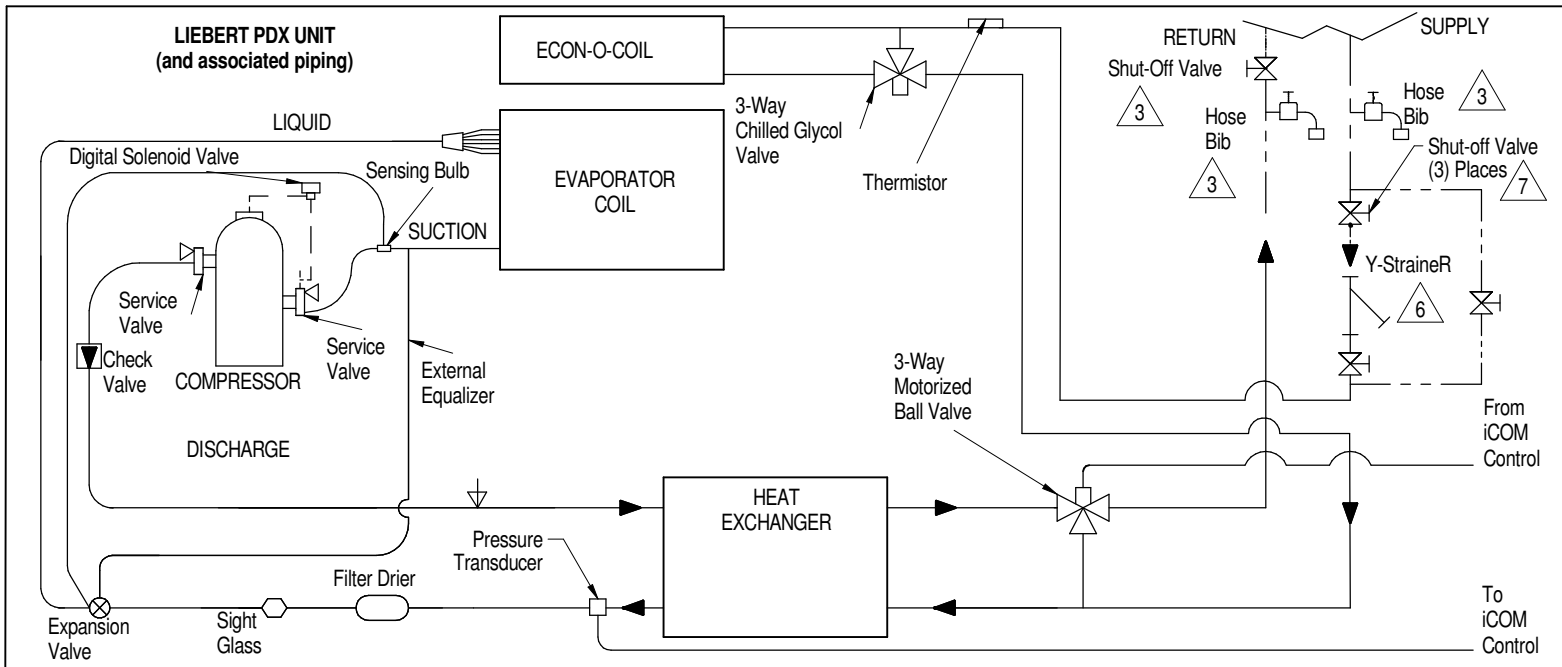 LIEBERT PDX UNIT
(and associated piping)
ECON-O-COIL
RETURN
SUPPLY
Shut-Off Valve
3
Hose
Bib
3
Hose
Bib
3
3-Way
Chilled Glycol
Valve
Thermistor
Shut-off Valve
(3) Places
7
LIQUID
Digital Solenoid Valve
Sensing Bulb
EVAPORATOR
COIL
SUCTION
Y-StraineR
6
Service
Valve
Service
Valve
Check
Valve
COMPRESSOR
External
Equalizer
3-Way
Motorized
Ball Valve
From
iCOM
Control
DISCHARGE
HEAT
EXCHANGER
Pressure
Transducer
Filter Drier
Sight
Glass
Expansion
Valve
To
iCOM
Control